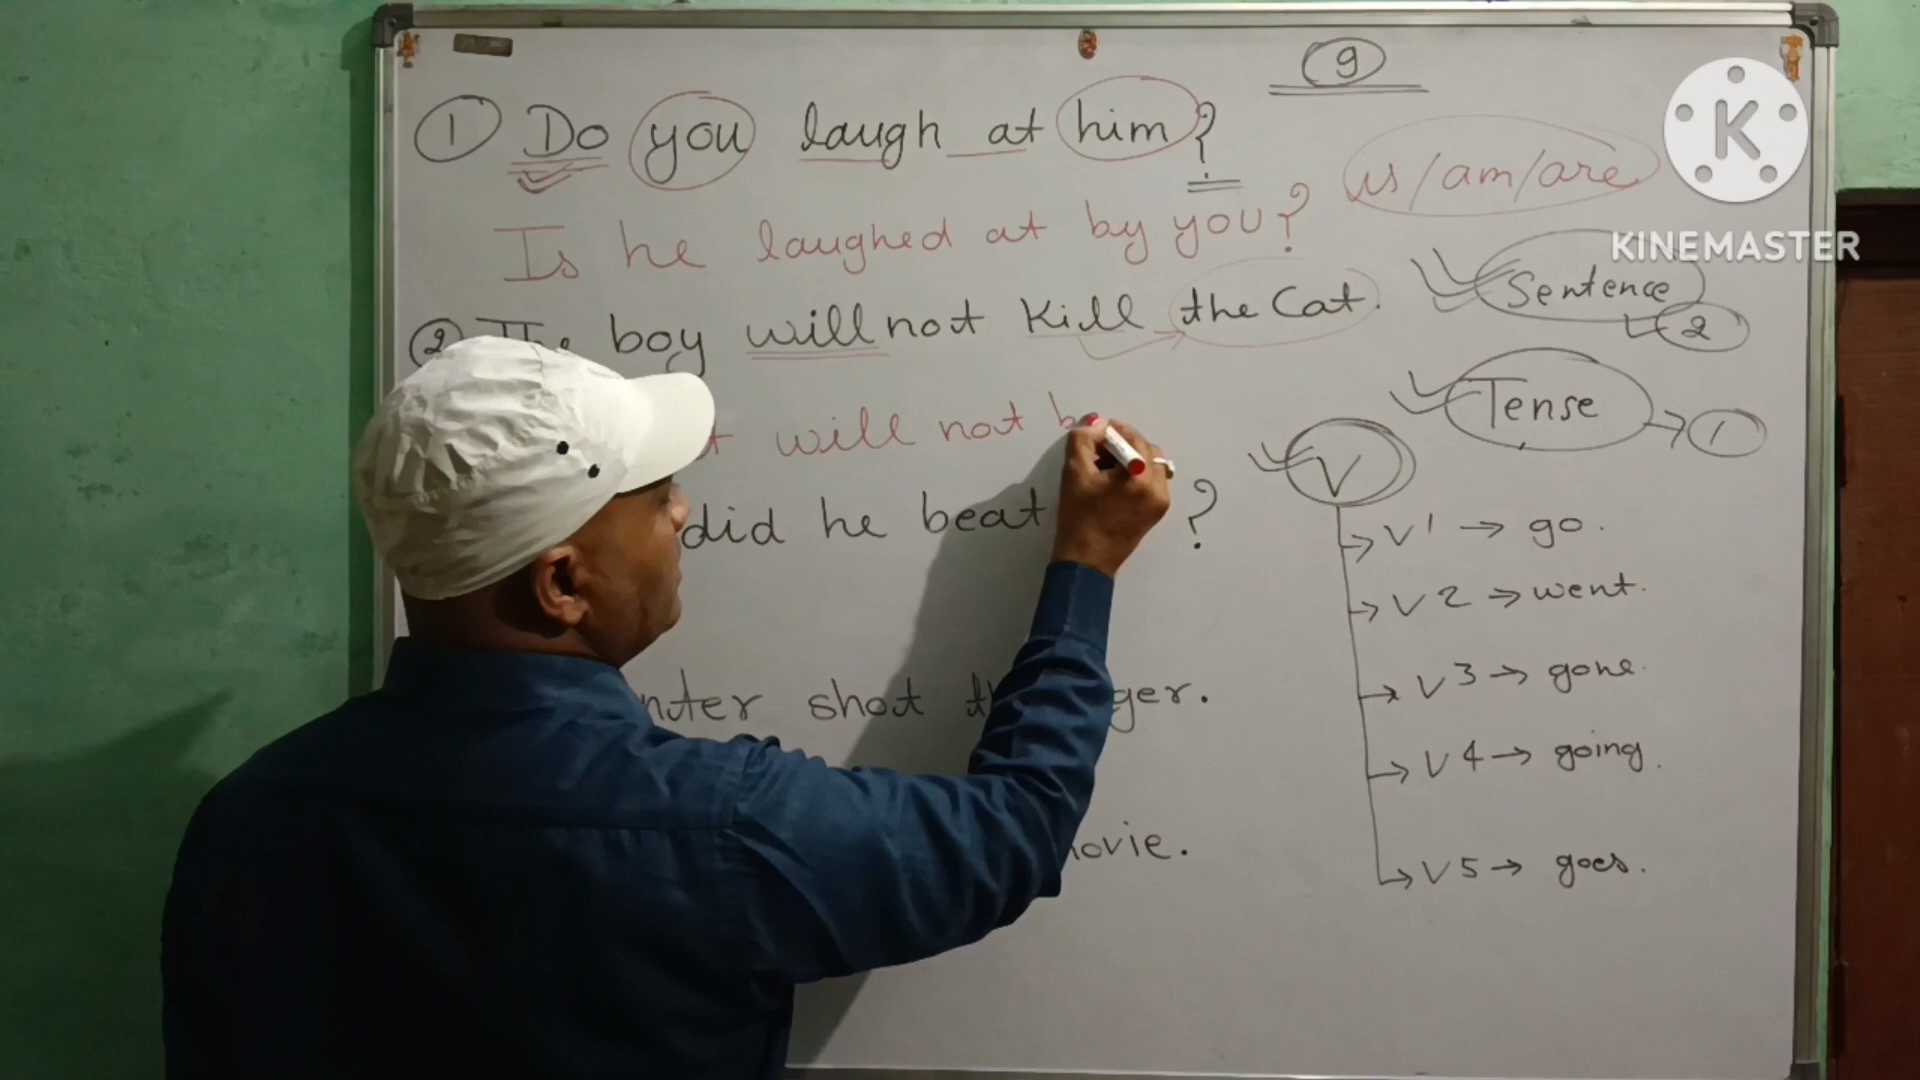 9
1 Do you laugh at him?
is/am/are
K
KINEMASTER
Is he laughed at by you?
Sentence
2
2 boy will not Kill the Cat.
Tense → 1
will not b
V
did he beat ?
V1 → go.
V2 → went.
V3 → gone.
shot
V4 → going.
V5 → goes.